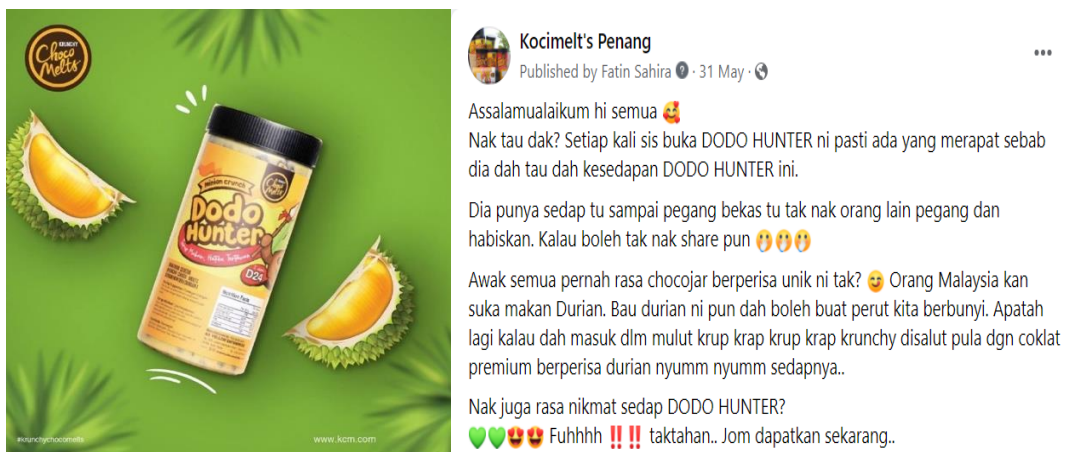 KRUNCHY
Choco
Melts
Dodo
Hunter
D24
Nutrition Facts
#krunchychocomelts
www.kcm.com
Kocimelt's Penang
Published by Fatin Sahira · 31 May ·
Assalamualaikum hi semua 🥰
Nak tau dak? Setiap kali sis buka DODO HUNTER ni pasti ada yang merapat sebab
dia dah tau dah kesedapan DODO HUNTER ini.
Dia punya sedap tu sampai pegang bekas tu tak nak orang lain pegang dan
habiskan. Kalau boleh tak nak share pun 🤭🤭🤭
Awak semua pernah rasa chocojar berperisa unik ni tak? 😊 Orang Malaysia kan
suka makan Durian. Bau durian ni pun dah boleh buat perut kita berbunyi. Apatah
lagi kalau dah masuk dlm mulut krup krap krup krap krunchy disalut pula dgn coklat
premium berperisa durian nyumm nyumm sedapnya..
Nak juga rasa nikmat sedap DODO HUNTER?
💚💚😍😍 Fuhhhh ‼️‼️ taktahan.. Jom dapatkan sekarang..